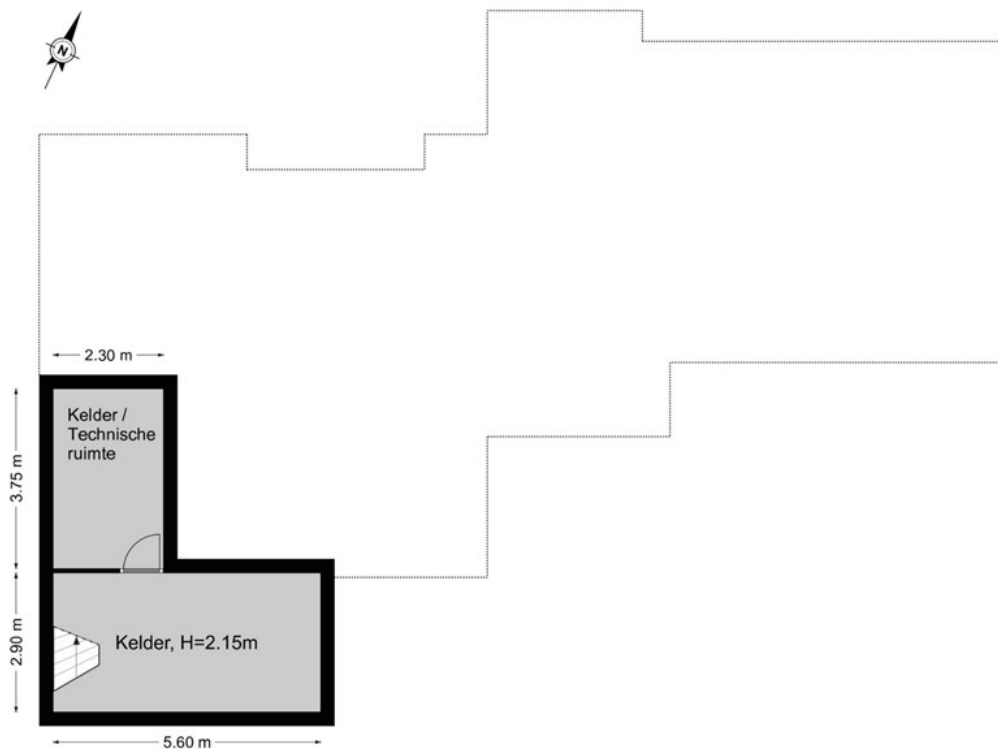 N
2.30 m
Kelder /
Technische
ruimte
3.75 m
2.90 m
Kelder, H=2.15m
5.60 m